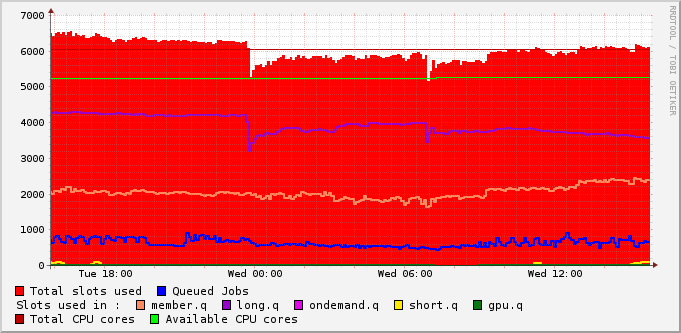 7000
6000
5000
4000
3000
2000
1000
0
Tue 18:00 Wed 00:00 Wed 06:00 Wed 12:00
Total slots used Queued Jobs
Slots used in : member.q long.q ondemand.q short.q gpu.q
Total CPU cores Available CPU cores
RRDTOOL / TOBI OETIKER